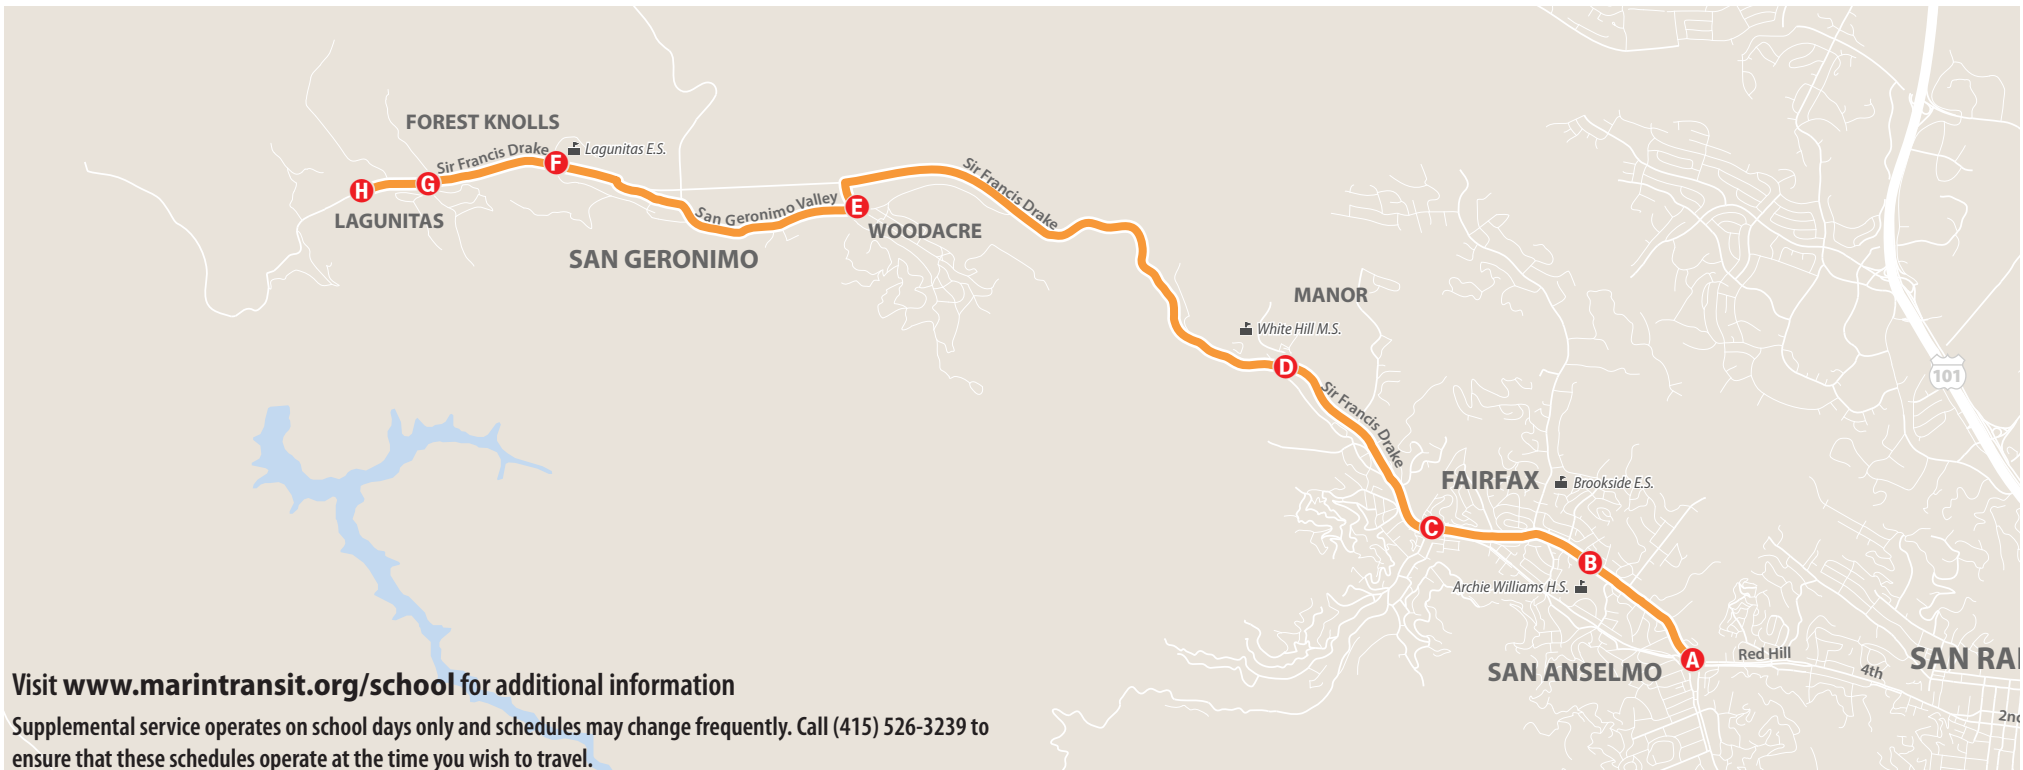 FOREST KNOLLS
Sir Francis Drake
F
Lagunitas E.S.
H
G
LAGUNITAS
San Geronimo Valley
E
WOODACRE
SAN GERONIMO
Sir Francis Drake
MANOR
White Hill M.S.
D
Sir Francis Drake
101
FAIRFAX
Brookside E.S.
C
B
Archie Williams H.S.
A
Red Hill
SAN ANSELMO
4th
SAN RA
2nd
Visit www.marintransit.org/school for additional information
Supplemental service operates on school days only and schedules may change frequently. Call (415) 526-3239 to
ensure that these schedules operate at the time you wish to travel.